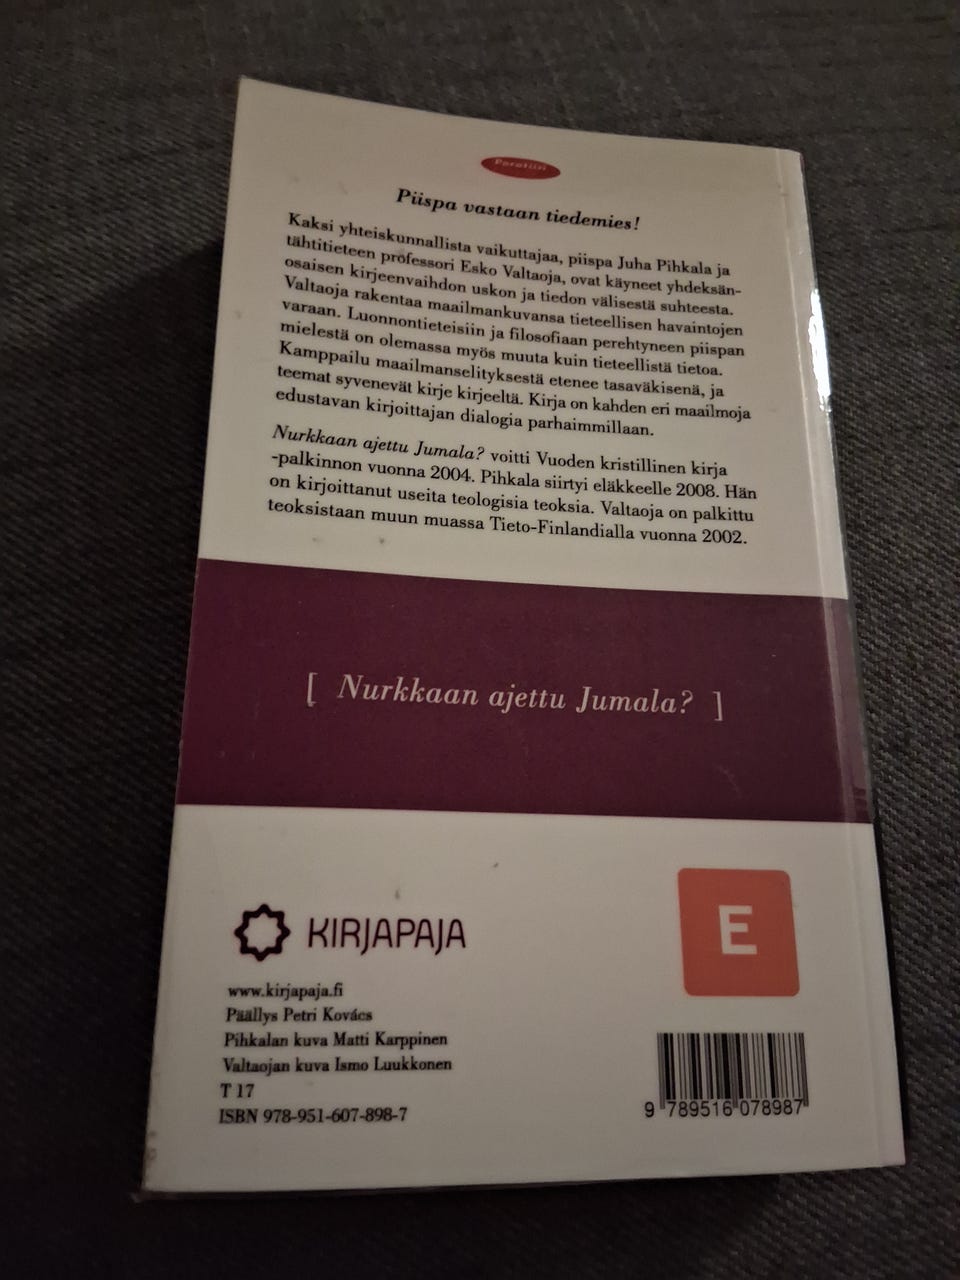 Paratiisi
Piispa vastaan tiedemies!
Kaksi yhteiskunnallista vaikuttajaa, piispa Juha Pihkala ja
tähtitieteen professori Esko Valtaoja, ovat käyneet yhdeksän-
osaisen kirjeenvaihdon uskon ja tiedon välisestä suhteesta.
Valtaoja rakentaa maailmankuvansa tieteellisen havaintojen
varaan. Luonnontieteisiin ja filosofiaan perehtyneen piispan
mielestä on olemassa myös muuta kuin tieteellistä tietoa.
Kamppailu maailmanselityksestä etenee tasaväkisenä, ja
teemat syvenevät kirje kirjeeltä. Kirja on kahden eri maailmoja
edustavan kirjoittajan dialogia parhaimmillaan.
Nurkkaan ajettu Jumala? voitti Vuoden kristillinen kirja
-palkinnon vuonna 2004. Pihkala siirtyi eläkkeelle 2008. Hän
on kirjoittanut useita teologisia teoksia. Valtaoja on palkittu
teoksistaan muun muassa Tieto-Finlandialla vuonna 2002.
[ Nurkkaan ajettu Jumala? ]
KIRJAPAJA
E
www.kirjapaja.fi
Päällys Petri Kovács
Pihkalan kuva Matti Karppinen
Valtaojan kuva Ismo Luukkonen
T 17
ISBN 978-951-607-898-7
9 789516 078987